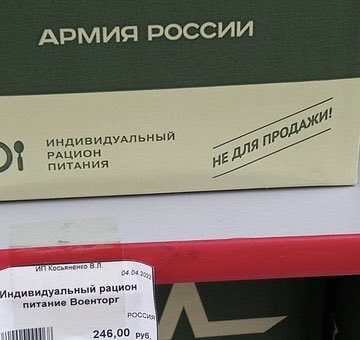 АРМИЯ РОССИИ
ИНДИВИДУАЛЬНЫЙ
РАЦИОН
ПИТАНИЯ
НЕ ДЛЯ ПРОДАЖИ!
ИП Косьяненко В.Л.
04.04.2022
Индивидуальный рацион
питание Военторг
РОССИЯ
246,00 Руб.